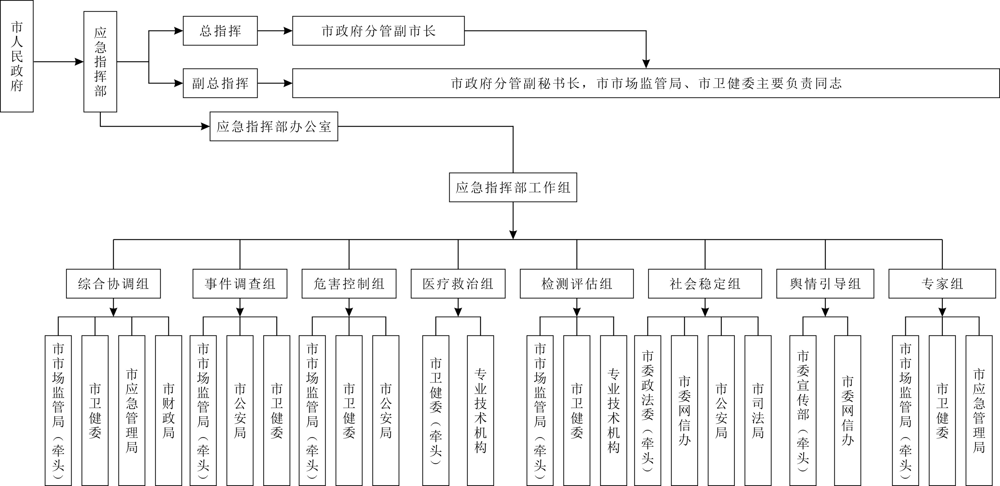 市人民政府
应急指挥部
总指挥
市政府分管副市长
副总指挥
市政府分管副秘书长，市市场监管局、市卫健委主要负责同志
应急指挥部办公室
应急指挥部工作组
综合协调组
事件调查组
危害控制组
医疗救治组
检测评估组
社会稳定组
舆情引导组
专家组
市市场监管局（牵头）
市卫健委
市应急管理局
市财政局
市市场监管局（牵头）
市公安局
市卫健委
市市场监管局（牵头）
市卫健委
市公安局
市卫健委（牵头）
专业技术机构
市市场监管局（牵头）
市卫健委
专业技术机构
市委政法委（牵头）
市委网信办
市公安局
市司法局
市委宣传部（牵头）
市委网信办
市市场监管局（牵头）
市卫健委
市应急管理局